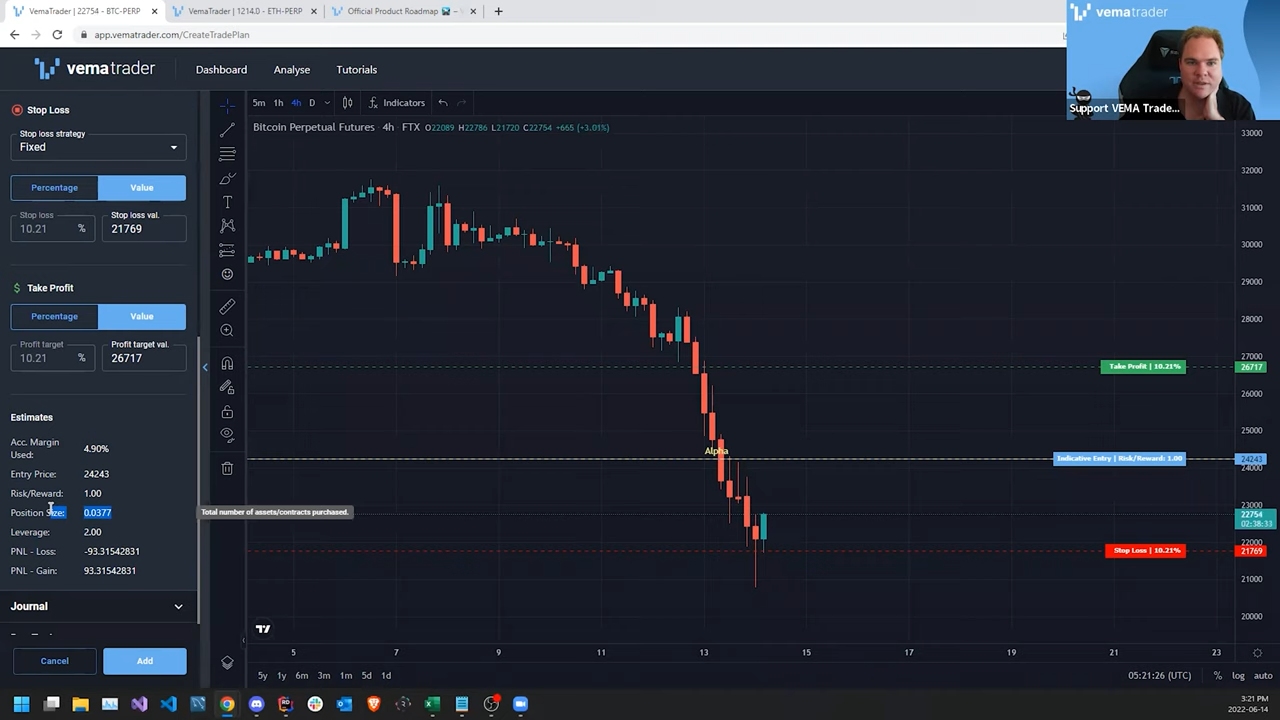 VemaTrader | 22754 - BTC-PERP
VemaTrader | 1214.0 - ETH-PERP
Official Product Roadmap
app.vematrader.com/CreateTradePlan
vematrader
Dashboard
Analyse
Tutorials
vematrader
Support VEMA Trade...
Stop Loss
Stop loss strategy
Fixed
Percentage
Value
Stop loss
10.21 %
Stop loss val.
21769
Take Profit
Percentage
Value
Profit target
10.21 %
Profit target val.
26717
Estimates
Acc. Margin
Used:
4.90%
Entry Price: 24243
Risk/Reward: 1.00
Position Size: 0.0377
Leverage: 2.00
PNL - Loss: -93.31542831
PNL - Gain: 93.31542831
Journal
Cancel
Add
5m 1h 4h D
Indicators
Bitcoin Perpetual Futures · 4h · FTX O22089 H22786 L21720 C22754 +665 (+3.01%)
Alpha
Total number of assets/contracts purchased.
Take Profit | 10.21%
26717
Indicative Entry | Risk/Reward: 1.00
24243
Stop Loss | 10.21%
21769
33000
32000
31000
30000
29000
28000
27000
26000
25000
24000
23000
22754
02:38:33
22000
21000
20000
5 7 9 11 13 15 17 19 21 23
5y 1y 6m 3m 1m 5d 1d
05:21:26 (UTC)
% log auto
3:21 PM
2022-06-14